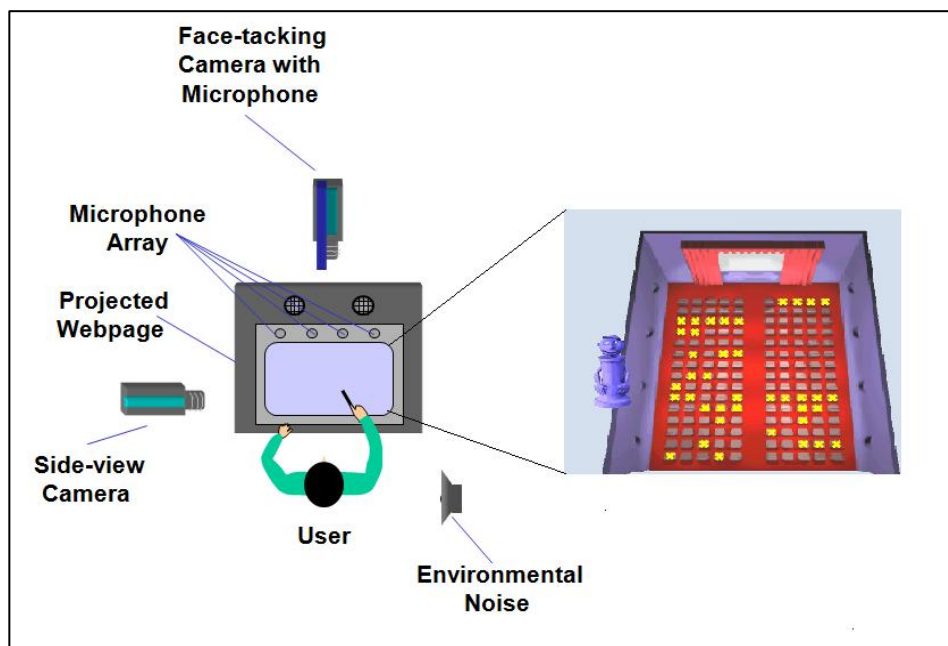 Face-tacking
Camera with
Microphone
Microphone
Array
Projected
Webpage
Side-view
Camera
User
Environmental
Noise